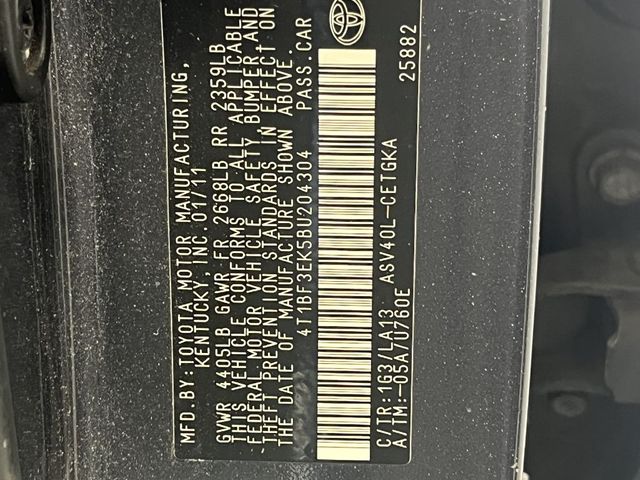 MFD.BY:TOYOTA MOTOR MANUFACTURING,
KENTUCKY, INC. 01/11
GVWR 4405LB GAWR FR 2668LB RR 2359LB
THIS VEHICLE CONFORMS TO ALL APPLICABLE
FEDERAL MOTOR VEHICLE SAFETY, BUMPER AND
THEFT PREVENTION STANDARDS IN EFFECT ON
THE DATE OF MANUFACTURE SHOWN ABOVE.
4T1BF3EK5BU204304 PASS.CAR
C/TR:1G3/LA13 ASV40L-CETGKA 25882
A/TM:-05A/U760E